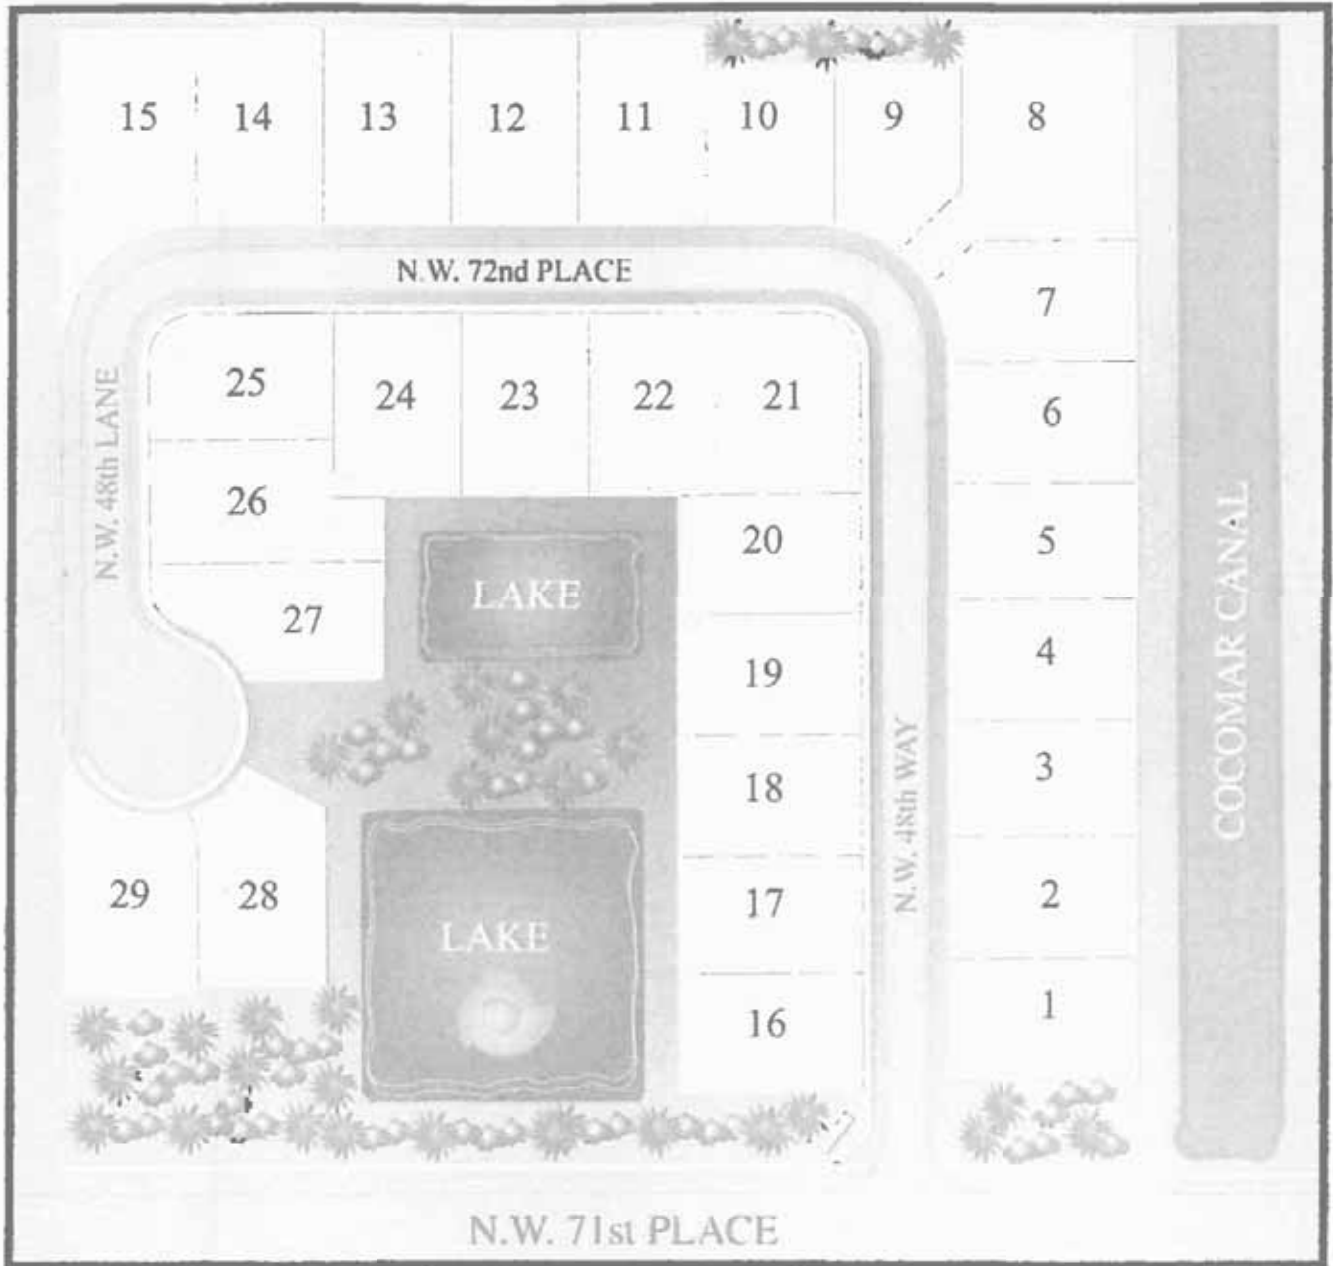 15 14 13 12 11 10 9 8
N.W. 72nd PLACE
7
25 24 23 22 21
6
N.W. 48th LANE
26
20
5
LAKE
27
19
4
COCOMAR CANAL
18
3
N.W. 48th WAY
29 28
17
2
LAKE
16
1
N.W. 71st PLACE